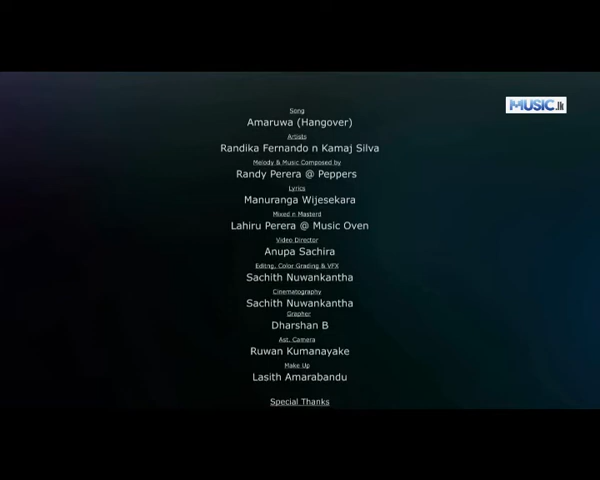 MUSIC.lk
Song
Amaruwa (Hangover)
Artists
Randika Fernando n Kamaj Silva
Melody & Music Composed by
Randy Perera @ Peppers
Lyrics
Manuranga Wijesekara
Mixed n Masterd
Lahiru Perera @ Music Oven
Video Director
Anupa Sachira
Editng, Color Grading & VFX
Sachith Nuwankantha
Cinematography
Sachith Nuwankantha
Grapher
Dharshan B
Ast. Camera
Ruwan Kumanayake
Make Up
Lasith Amarabandu
Special Thanks